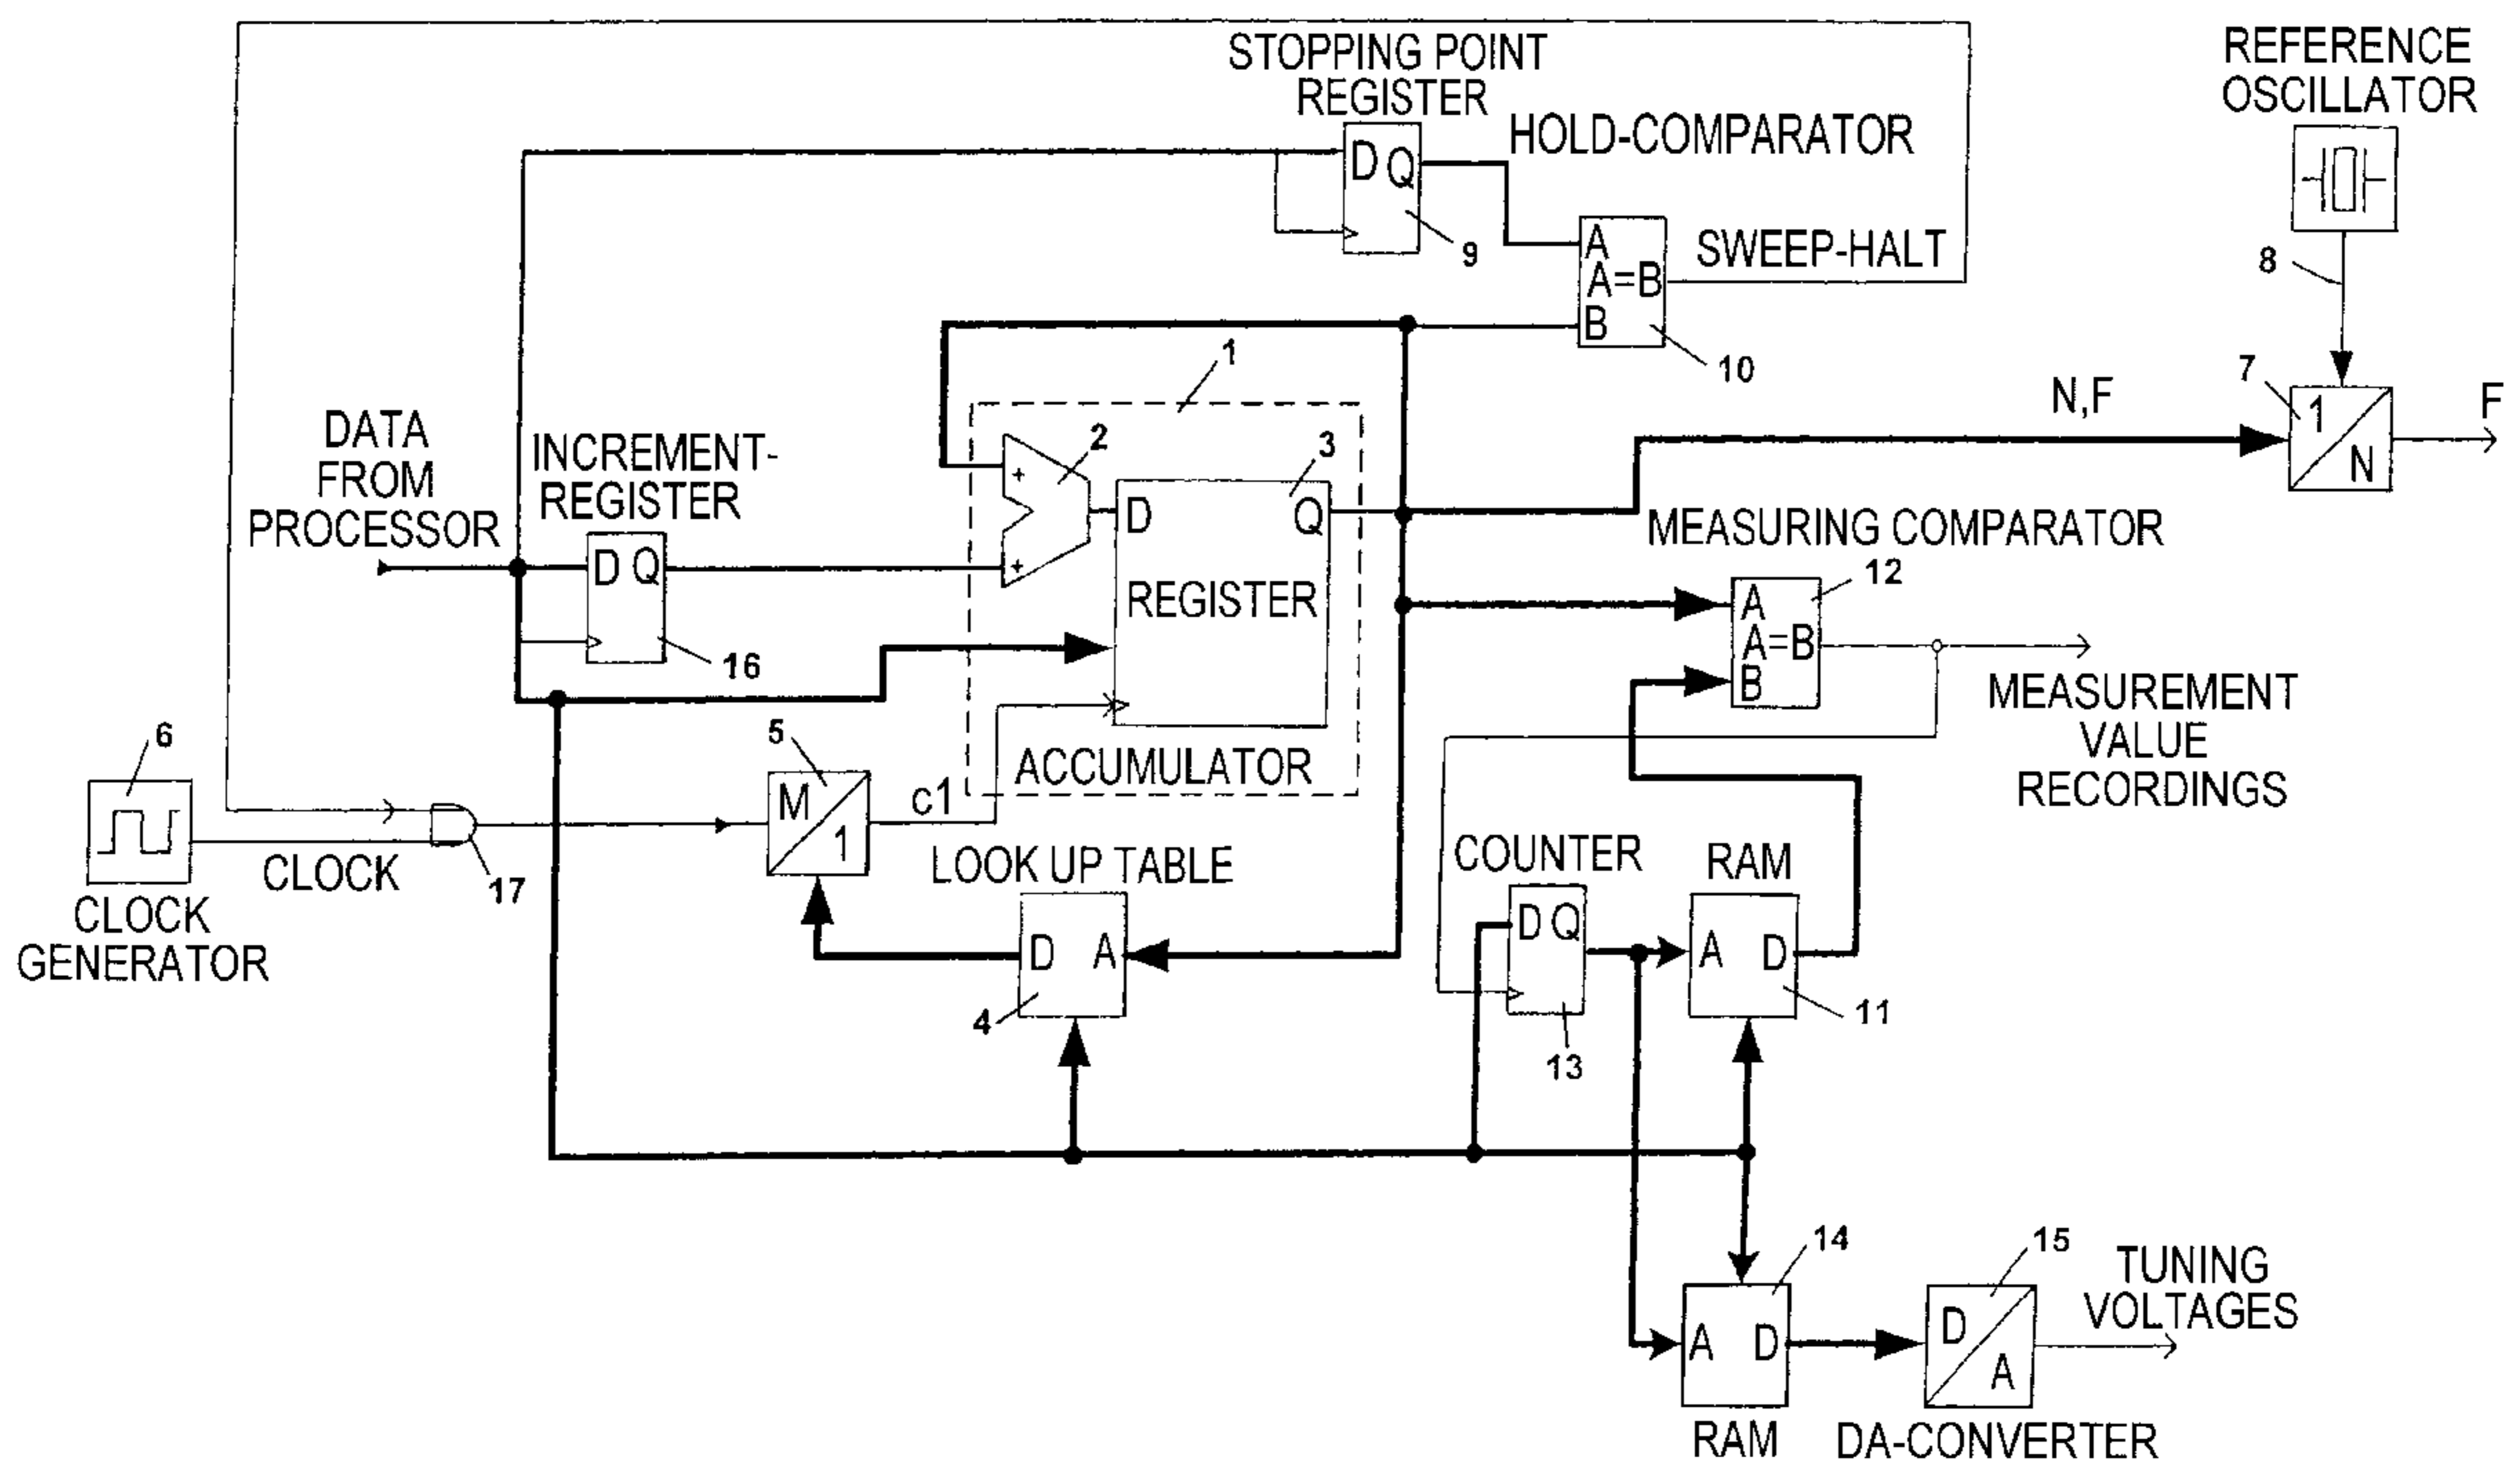 STOPPING POINT
REGISTER
REFERENCE
OSCILLATOR
HOLD-COMPARATOR
D Q
9
A
A=B
B
SWEEP-HALT
10
8
1
N,F
7
1
N
F
DATA
FROM
PROCESSOR
INCREMENT-
REGISTER
D Q
16
+
+
2
3
D
Q
REGISTER
ACCUMULATOR
MEASURING COMPARATOR
12
A
A=B
B
MEASUREMENT
VALUE
RECORDINGS
6
CLOCK
GENERATOR
CLOCK
17
5
M
1
c1
LOOK UP TABLE
D A
4
COUNTER
D Q
13
RAM
A D
11
14
A D
RAM
15
D
A
DA-CONVERTER
TUNING
VOLTAGES